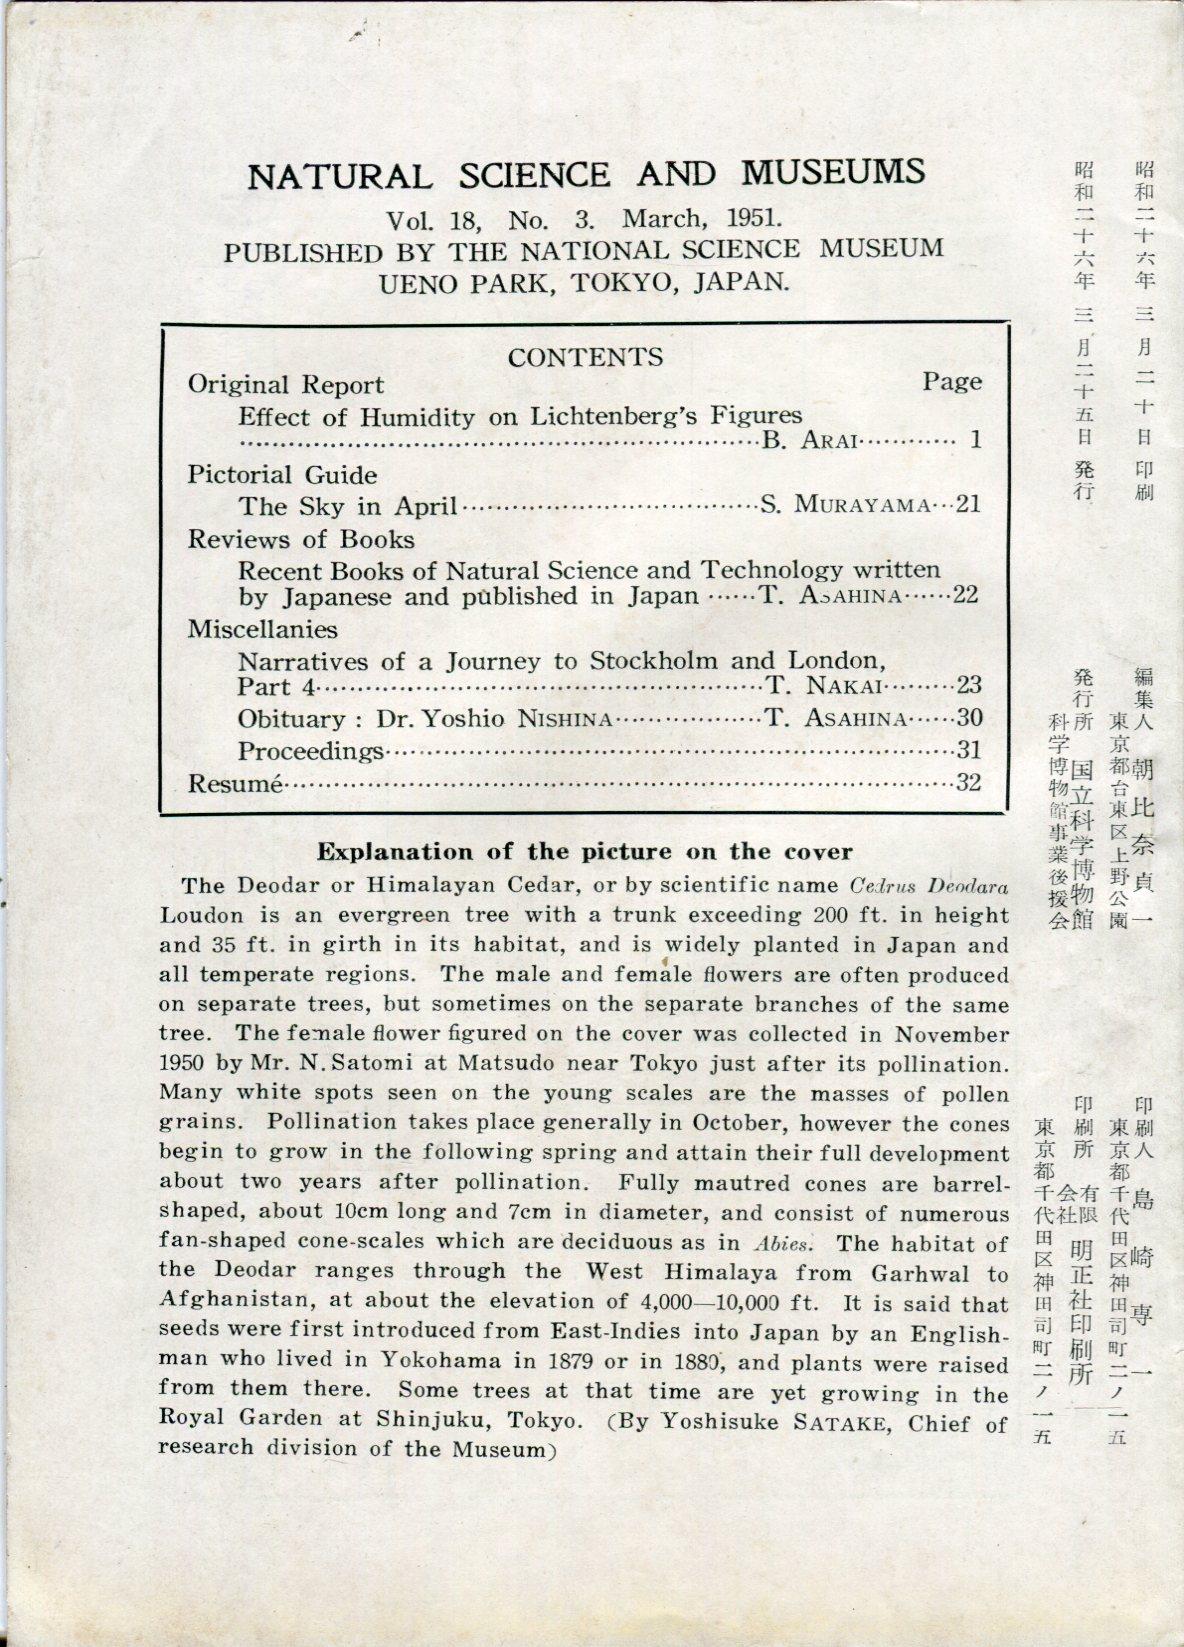 NATURAL SCIENCE AND MUSEUMS
Vol. 18, No. 3. March, 1951.
PUBLISHED BY THE NATIONAL SCIENCE MUSEUM
UENO PARK, TOKYO, JAPAN.
CONTENTS
Original Report Page
Effect of Humidity on Lichtenberg's Figures
B. ARAI 1
Pictorial Guide
The Sky in April S. MURAYAMA 21
Reviews of Books
Recent Books of Natural Science and Technology written
by Japanese and published in Japan T. ASAHINA 22
Miscellanies
Narratives of a Journey to Stockholm and London,
Part 4 T. NAKAI 23
Obituary : Dr. Yoshio NISHINA T. ASAHINA 30
Proceedings 31
Resumé 32
Explanation of the picture on the cover
The Deodar or Himalayan Cedar, or by scientific name Cedrus Deodara
Loudon is an evergreen tree with a trunk exceeding 200 ft. in height
and 35 ft. in girth in its habitat, and is widely planted in Japan and
all temperate regions. The male and female flowers are often produced
on separate trees, but sometimes on the separate branches of the same
tree. The female flower figured on the cover was collected in November
1950 by Mr. N. Satomi at Matsudo near Tokyo just after its pollination.
Many white spots seen on the young scales are the masses of pollen
grains. Pollination takes place generally in October, however the cones
begin to grow in the following spring and attain their full development
about two years after pollination. Fully mautred cones are barrel-
shaped, about 10cm long and 7cm in diameter, and consist of numerous
fan-shaped cone-scales which are deciduous as in Abies. The habitat of
the Deodar ranges through the West Himalaya from Garhwal to
Afghanistan, at about the elevation of 4,000—10,000 ft. It is said that
seeds were first introduced from East-Indies into Japan by an English-
man who lived in Yokohama in 1879 or in 1880, and plants were raised
from them there. Some trees at that time are yet growing in the
Royal Garden at Shinjuku, Tokyo. (By Yoshisuke SATAKE, Chief of
research division of the Museum)
昭和二十六年三月二十日印刷
昭和二十六年三月二十五日発行
編集人 朝比奈貞一
東京都台東区上野公園
発行所 国立科学博物館
科学博物館事業後援会
印刷人 島崎専一
東京都千代田区神田司町二ノ一五
印刷所 有限会社 明正社印刷所
東京都千代田区神田司町二ノ一五